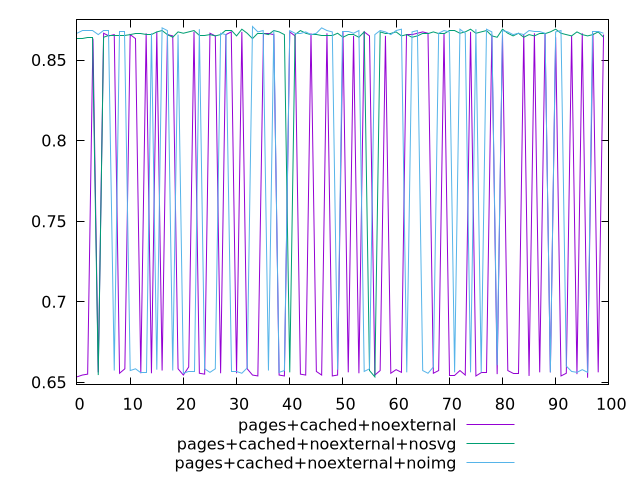 0.85
0.8
0.75
0.7
0.65
0 10 20 30 40 50 60 70 80 90 100
pages+cached+noexternal
pages+cached+noexternal+nosvg
pages+cached+noexternal+noimg